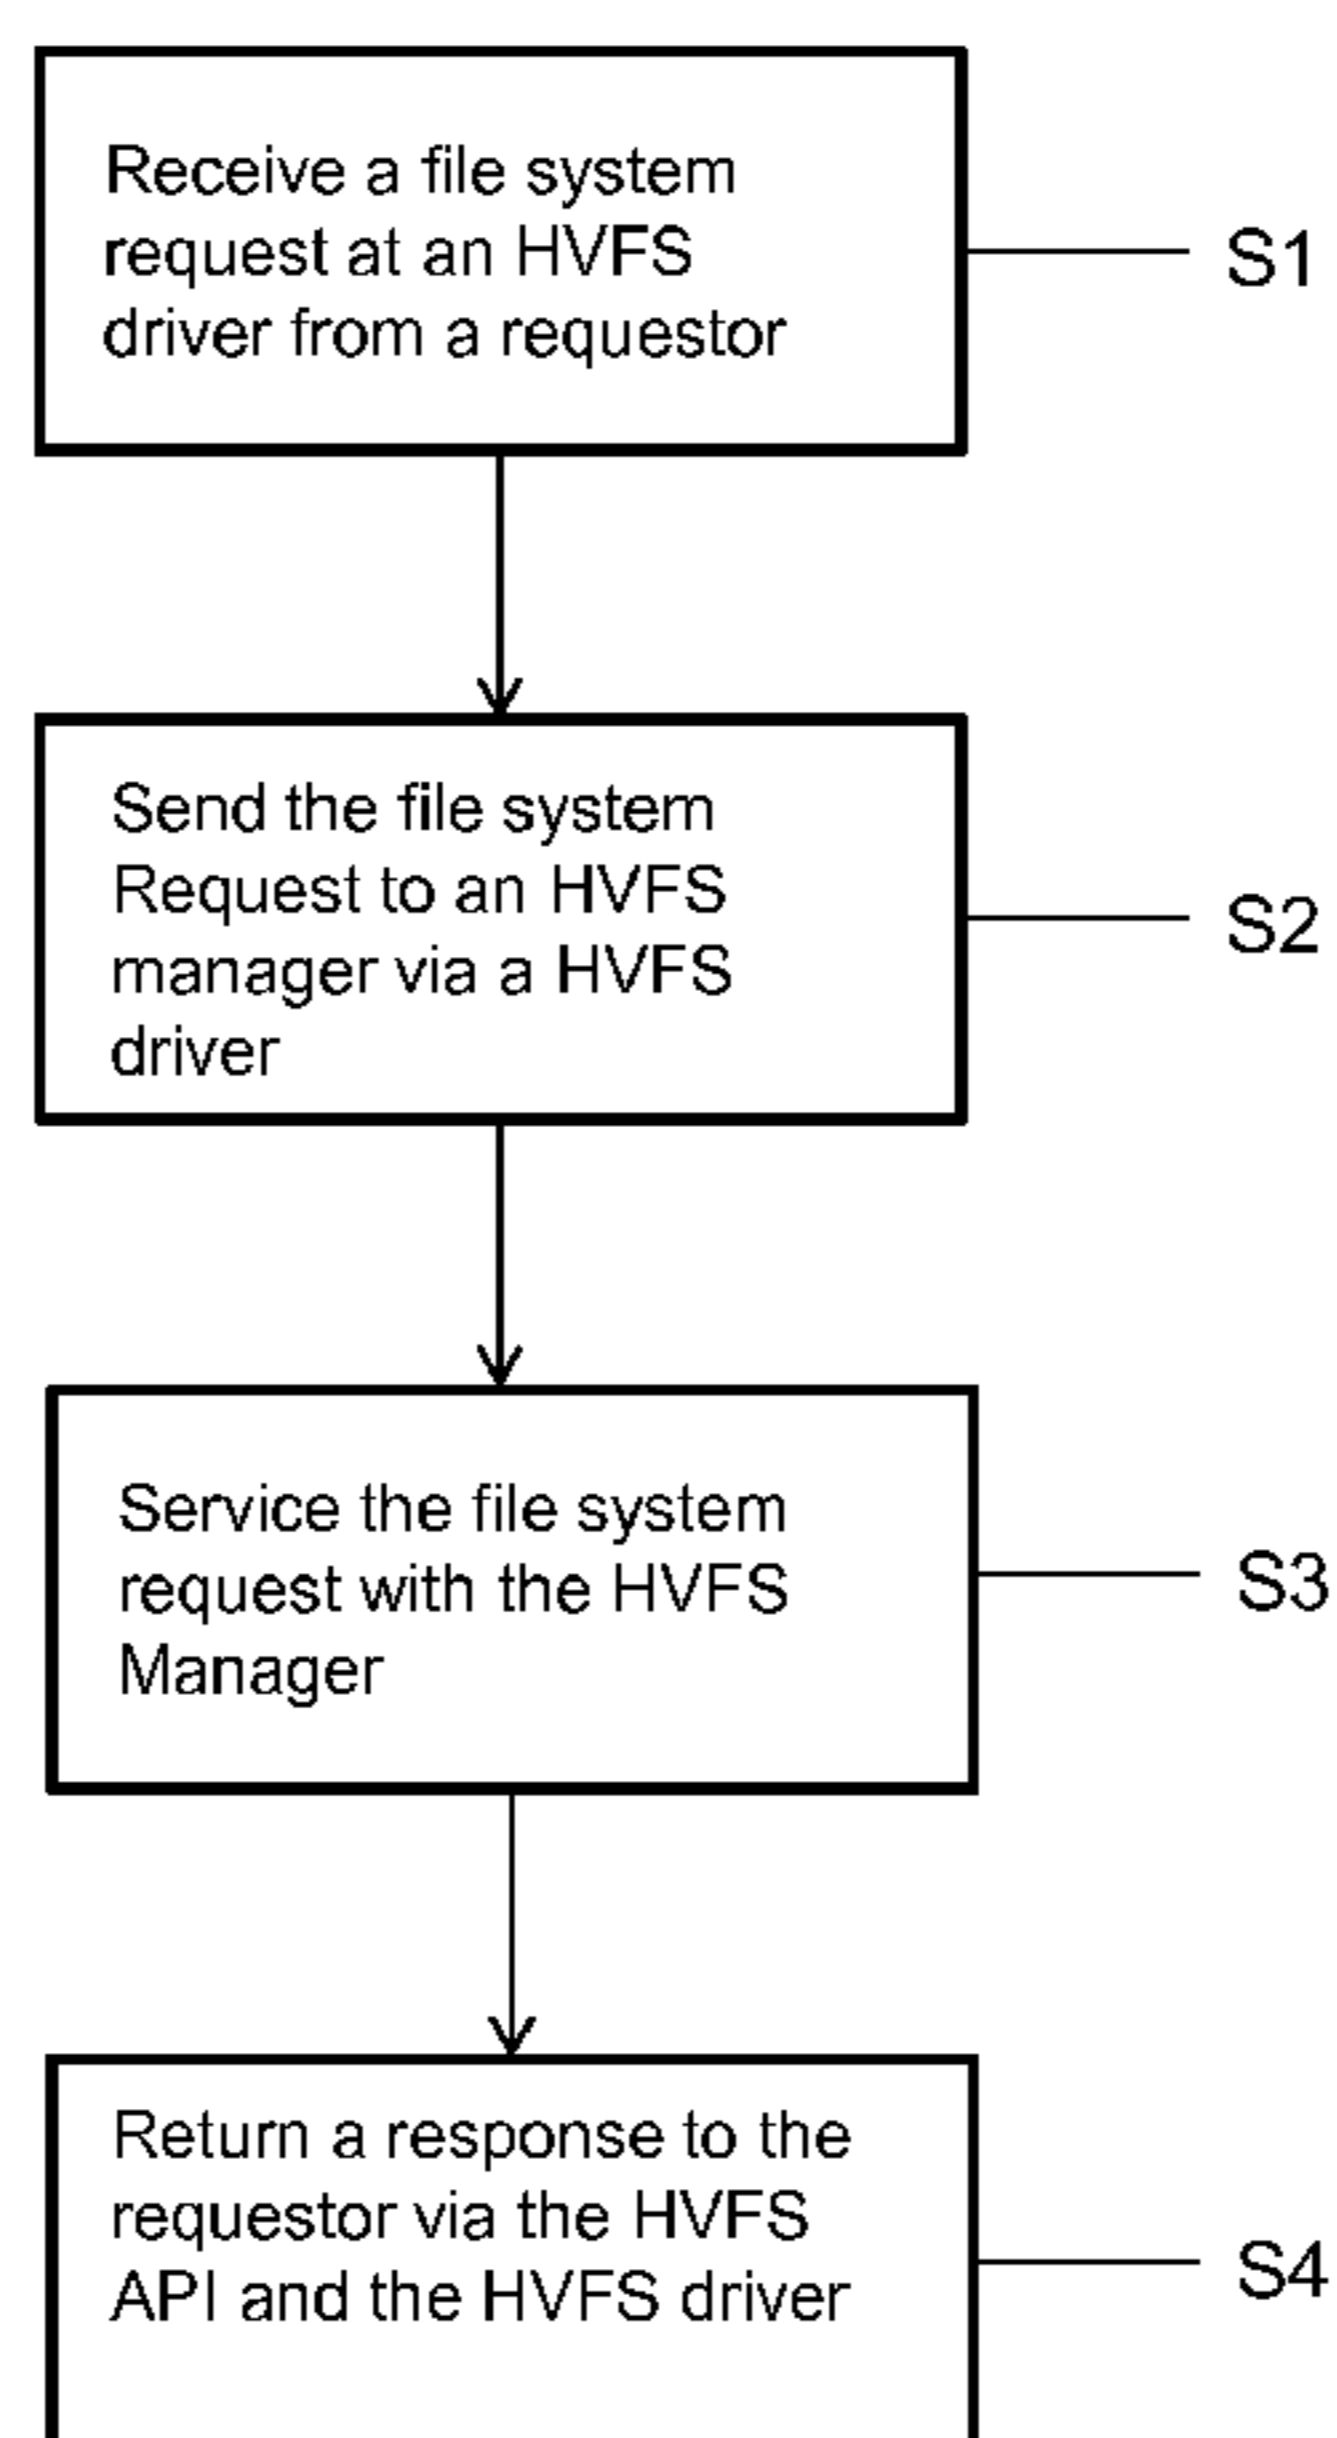 Receive a file system
request at an HVFS
driver from a requestor
S1
Send the file system
Request to an HVFS
manager via a HVFS
driver
S2
Service the file system
request with the HVFS
Manager
S3
Return a response to the
requestor via the HVFS
API and the HVFS driver
S4